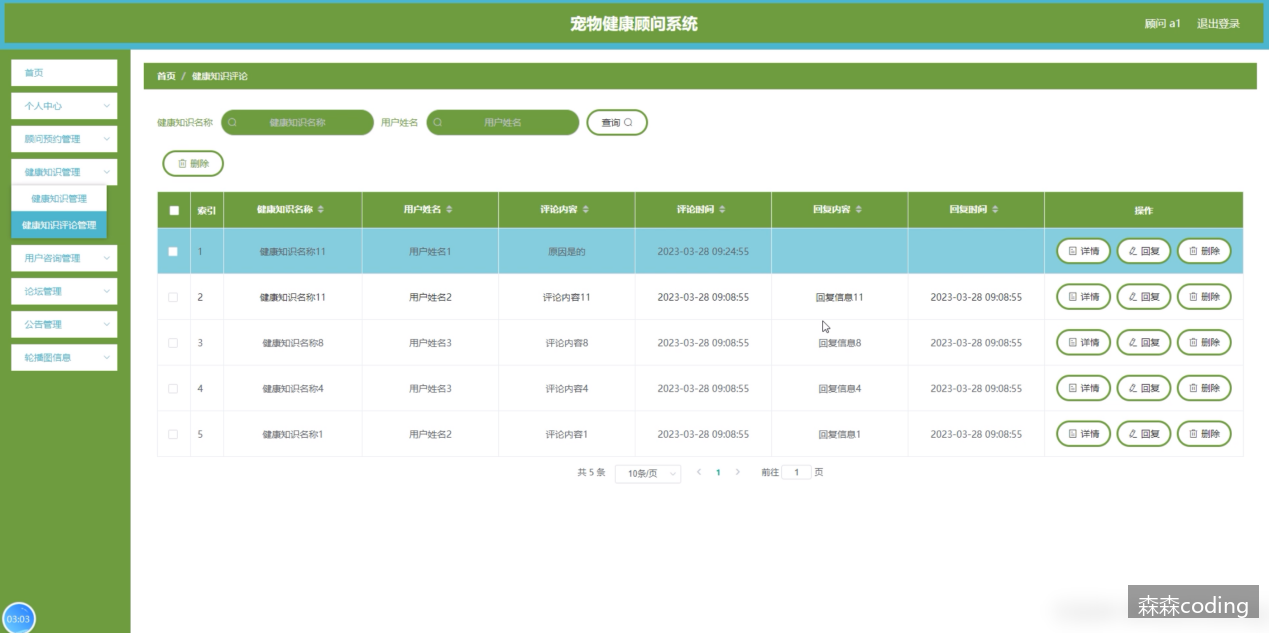 宠物健康顾问系统
顾问 a1 退出登录
首页
个人中心
顾问预约管理
健康知识管理
健康知识管理
健康知识评论管理
用户咨询管理
论坛管理
公告管理
轮播图信息
首页 / 健康知识评论
健康知识名称 健康知识名称 用户姓名 用户姓名 查询
删除
索引 健康知识名称 用户姓名 评论内容 评论时间 回复内容 回复时间 操作
1 健康知识名称11 用户姓名1 原因是的 2023-03-28 09:24:55 详情 回复 删除
2 健康知识名称11 用户姓名2 评论内容11 2023-03-28 09:08:55 回复信息11 2023-03-28 09:08:55 详情 回复 删除
3 健康知识名称8 用户姓名3 评论内容8 2023-03-28 09:08:55 回复信息8 2023-03-28 09:08:55 详情 回复 删除
4 健康知识名称4 用户姓名3 评论内容4 2023-03-28 09:08:55 回复信息4 2023-03-28 09:08:55 详情 回复 删除
5 健康知识名称1 用户姓名2 评论内容1 2023-03-28 09:08:55 回复信息1 2023-03-28 09:08:55 详情 回复 删除
共 5 条 10条/页 1 前往 1 页
03:03
森森coding